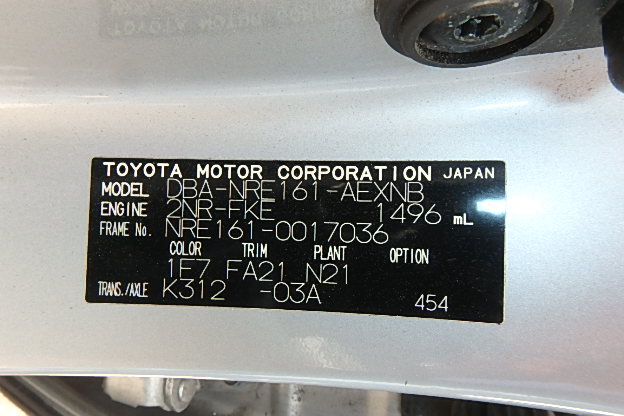 TOYOTA MOTOR CORPORATION JAPAN
MODEL DBA-NRE161-AEXNB
ENGINE 2NR-FKE 1496 mL
FRAME No. NRE161-0017036
COLOR TRIM PLANT OPTION
1E7 FA21 N21
TRANS./AXLE K312 -03A 454